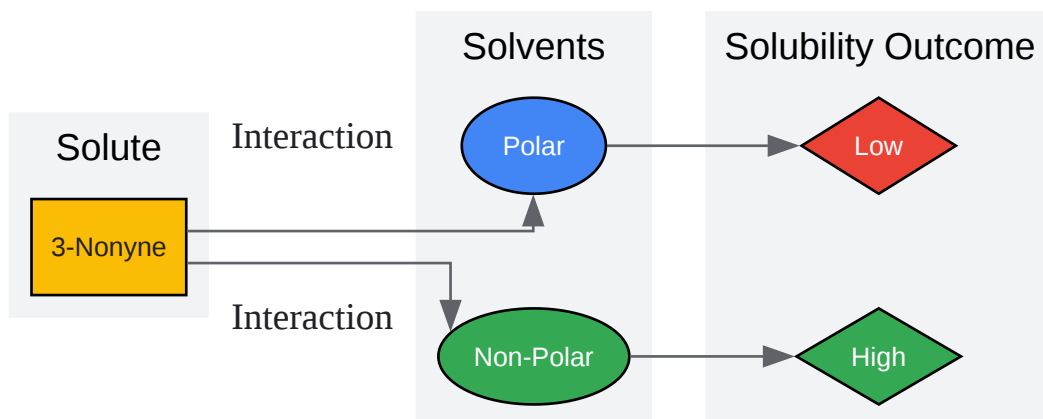 Solute
3-Nonyne
Interaction
Interaction
Solvents
Polar
Non-Polar
Solubility Outcome
Low
High